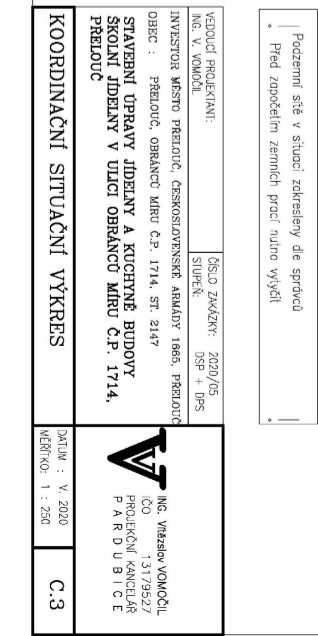 Podzemní sítě v situaci zakresleny dle správců
Před započetím zemních prací nutno vytyčit
VEDOUCÍ PROJEKTANT:
ING. V. VOMOČIL
ČÍSLO ZAKÁZKY: 2020/05
STUPEŇ: DSP + DPS
INVESTOR MĚSTO PŘELOUČ, ČESKOSLOVENSKÉ ARMÁDY 1665, PŘELOUČ
OBEC : PŘELOUČ, OBRÁNCŮ MÍRU Č.P. 1714, ST. 2147
STAVEBNÍ ÚPRAVY JÍDELNY A KUCHYNĚ BUDOVY
ŠKOLNÍ JÍDELNY V ULICI OBRÁNCŮ MÍRU Č.P. 1714,
PŘELOUČ
V
ING. Vítězslav VOMOČIL
IČO 13179527
PROJEKČNÍ KANCELÁŘ
PARDUBICE
KOORDINAČNÍ SITUAČNÍ VÝKRES
DATUM : V. 2020
MĚŘÍTKO: 1 : 250
C.3